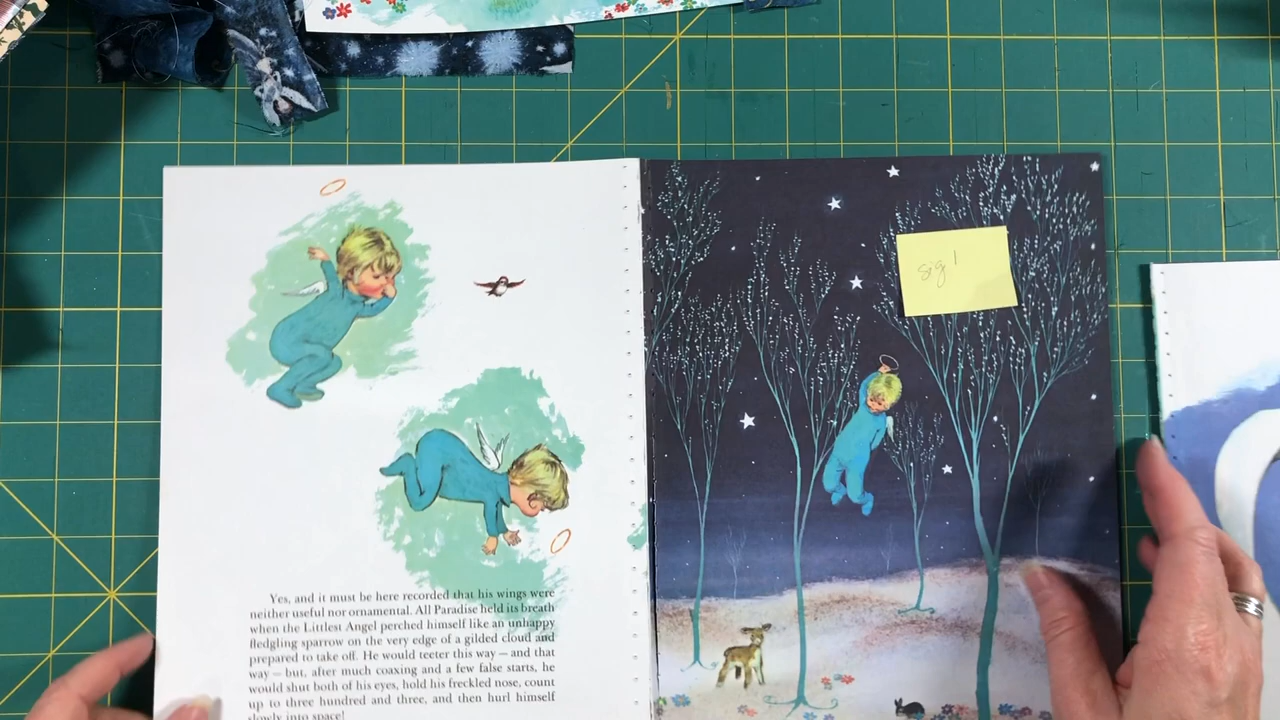 sig!
Yes, and it must be here recorded that his wings were
neither useful nor ornamental. All Paradise held its breath
when the Littlest Angel perched himself like an unhappy
fledgling sparrow on the very edge of a gilded cloud and
prepared to take off. He would teeter this way — and that
way — but, after much coaxing and a few false starts, he
would shut both of his eyes, hold his freckled nose, count
up to three hundred and three, and then hurl himself
slowly into space!